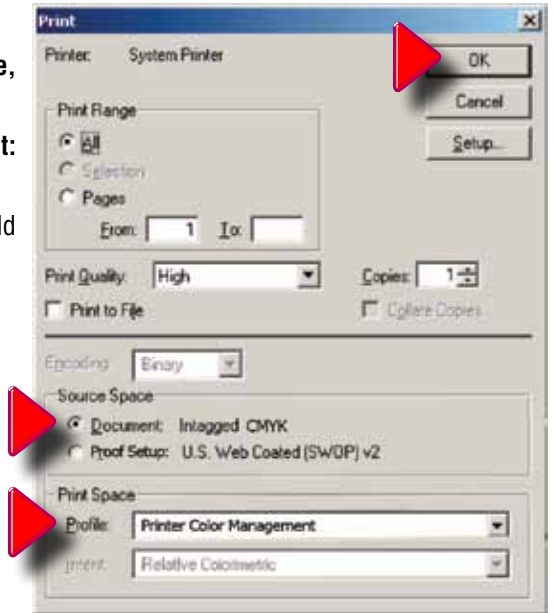 Print
e,
Printer: System Printer
OK
Cancel
t:
Print Range
All
Setup...
Selection
Pages
ld
From: 1 To:
Print Quality: High Copies: 1
Print to File Collate Copies
Encoding: Binary
Source Space
Document: Intagged CMYK
Proof Setup: U.S. Web Coated (SWOP) v2
Print Space
Profile: Printer Color Management
Intent: Relative Colorimetric